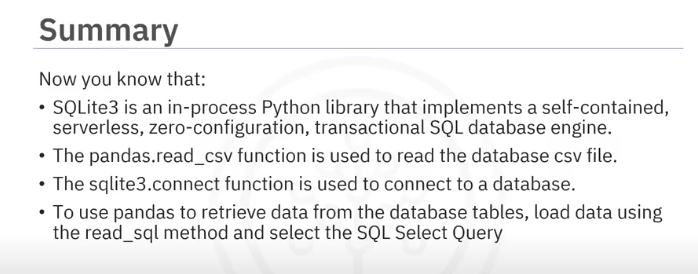 Summary
Now you know that:
• SQLite3 is an in-process Python library that implements a self-contained,
serverless, zero-configuration, transactional SQL database engine.
• The pandas.read_csv function is used to read the database csv file.
• The sqlite3.connect function is used to connect to a database.
• To use pandas to retrieve data from the database tables, load data using
the read_sql method and select the SQL Select Query